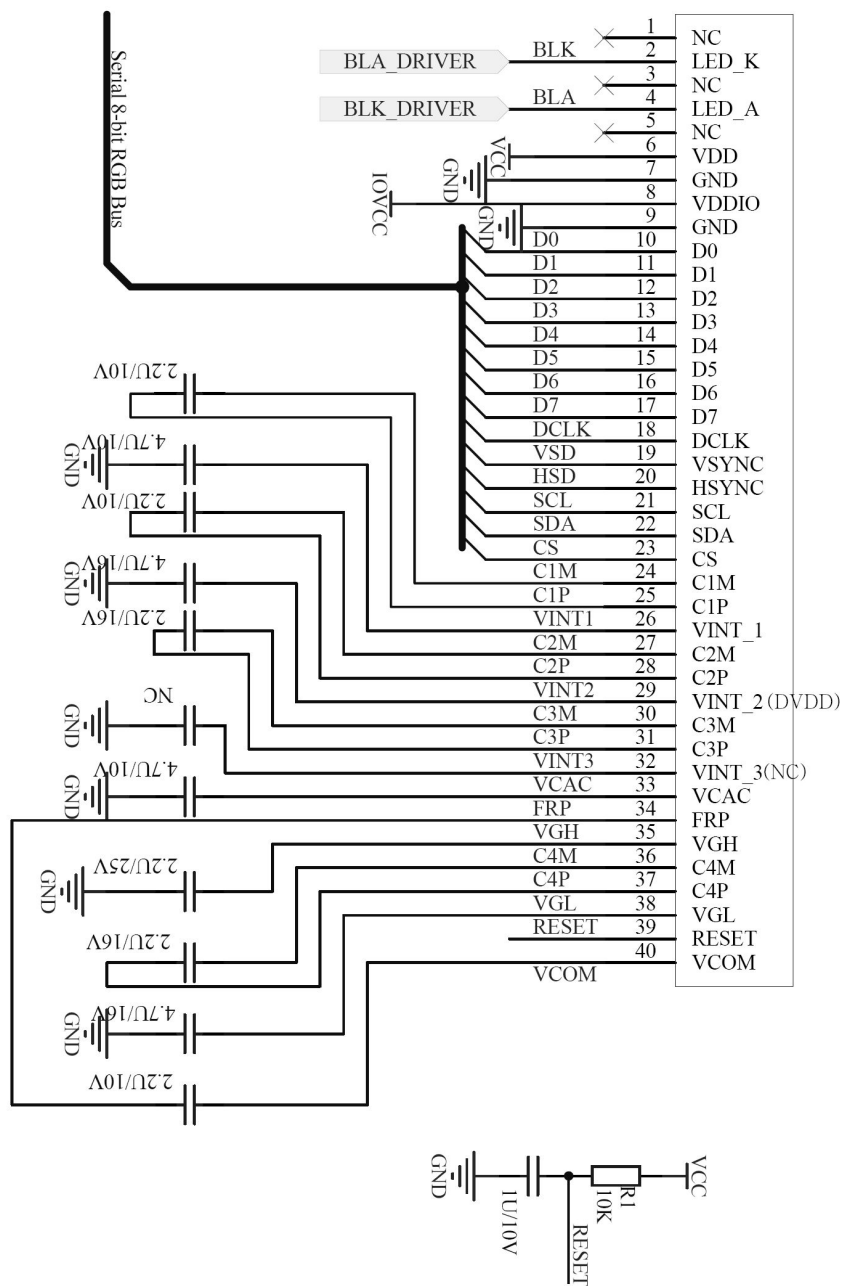 1 NC
BLA_DRIVER BLK 2 LED_K
3 NC
BLK_DRIVER BLA 4 LED_A
5 NC
VCC 6 VDD
GND 7 GND
IOVCC 8 VDDIO
GND 9 GND
Serial 8-bit RGB Bus
D0 10 D0
D1 11 D1
D2 12 D2
D3 13 D3
D4 14 D4
D5 15 D5
D6 16 D6
D7 17 D7
DCLK 18 DCLK
VSD 19 VSYNC
HSD 20 HSYNC
SCL 21 SCL
SDA 22 SDA
CS 23 CS
C1M 24 C1M
C1P 25 C1P
VINT1 26 VINT_1
C2M 27 C2M
C2P 28 C2P
VINT2 29 VINT_2(DVDD)
C3M 30 C3M
C3P 31 C3P
VINT3 32 VINT_3(NC)
VCAC 33 VCAC
FRP 34 FRP
VGH 35 VGH
C4M 36 C4M
C4P 37 C4P
VGL 38 VGL
RESET 39 RESET
VCOM 40 VCOM
2.2U/10V
GND 4.7U/10V
2.2U/10V
GND 4.7U/16V
2.2U/16V
GND NC
GND 4.7U/10V
GND 2.2U/25V
2.2U/16V
GND 4.7U/16V
2.2U/10V
GND
1U/10V
RESET
R1
10K
VCC